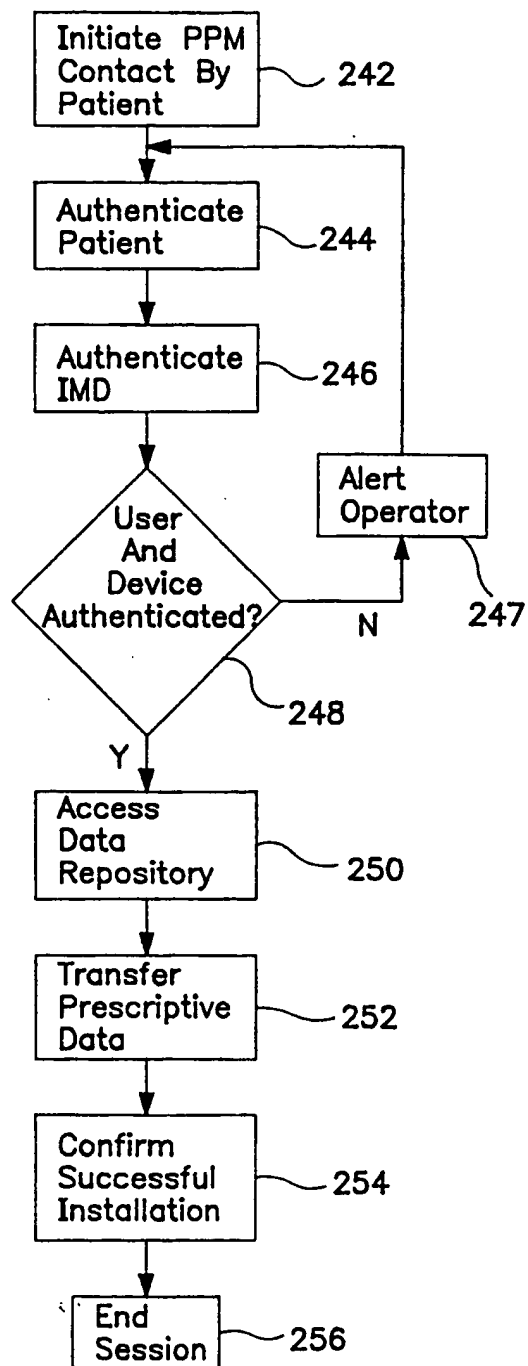 Initiate PPM
Contact By
Patient
242
Authenticate
Patient
244
Authenticate
IMD
246
User
And
Device
Authenticated?
N
Alert
Operator
247
248
Y
Access
Data
Repository
250
Transfer
Prescriptive
Data
252
Confirm
Successful
Installation
254
End
Session
256